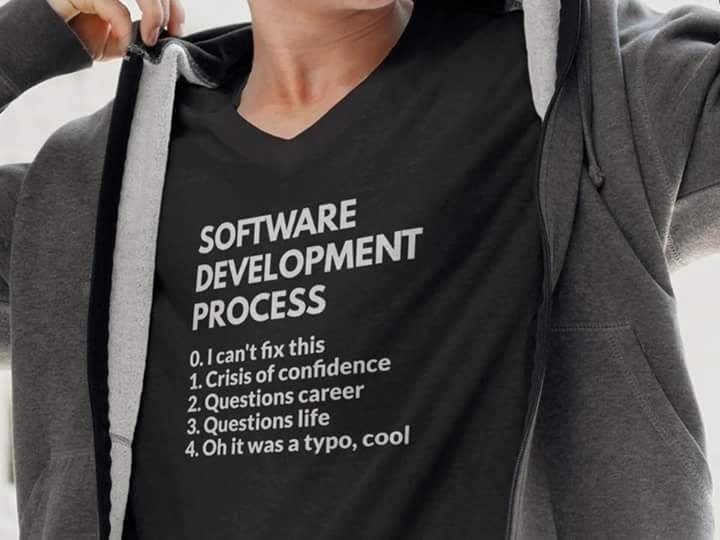 SOFTWARE
DEVELOPMENT
PROCESS
0. I can't fix this
1. Crisis of confidence
2. Questions career
3. Questions life
4. Oh it was a typo, cool